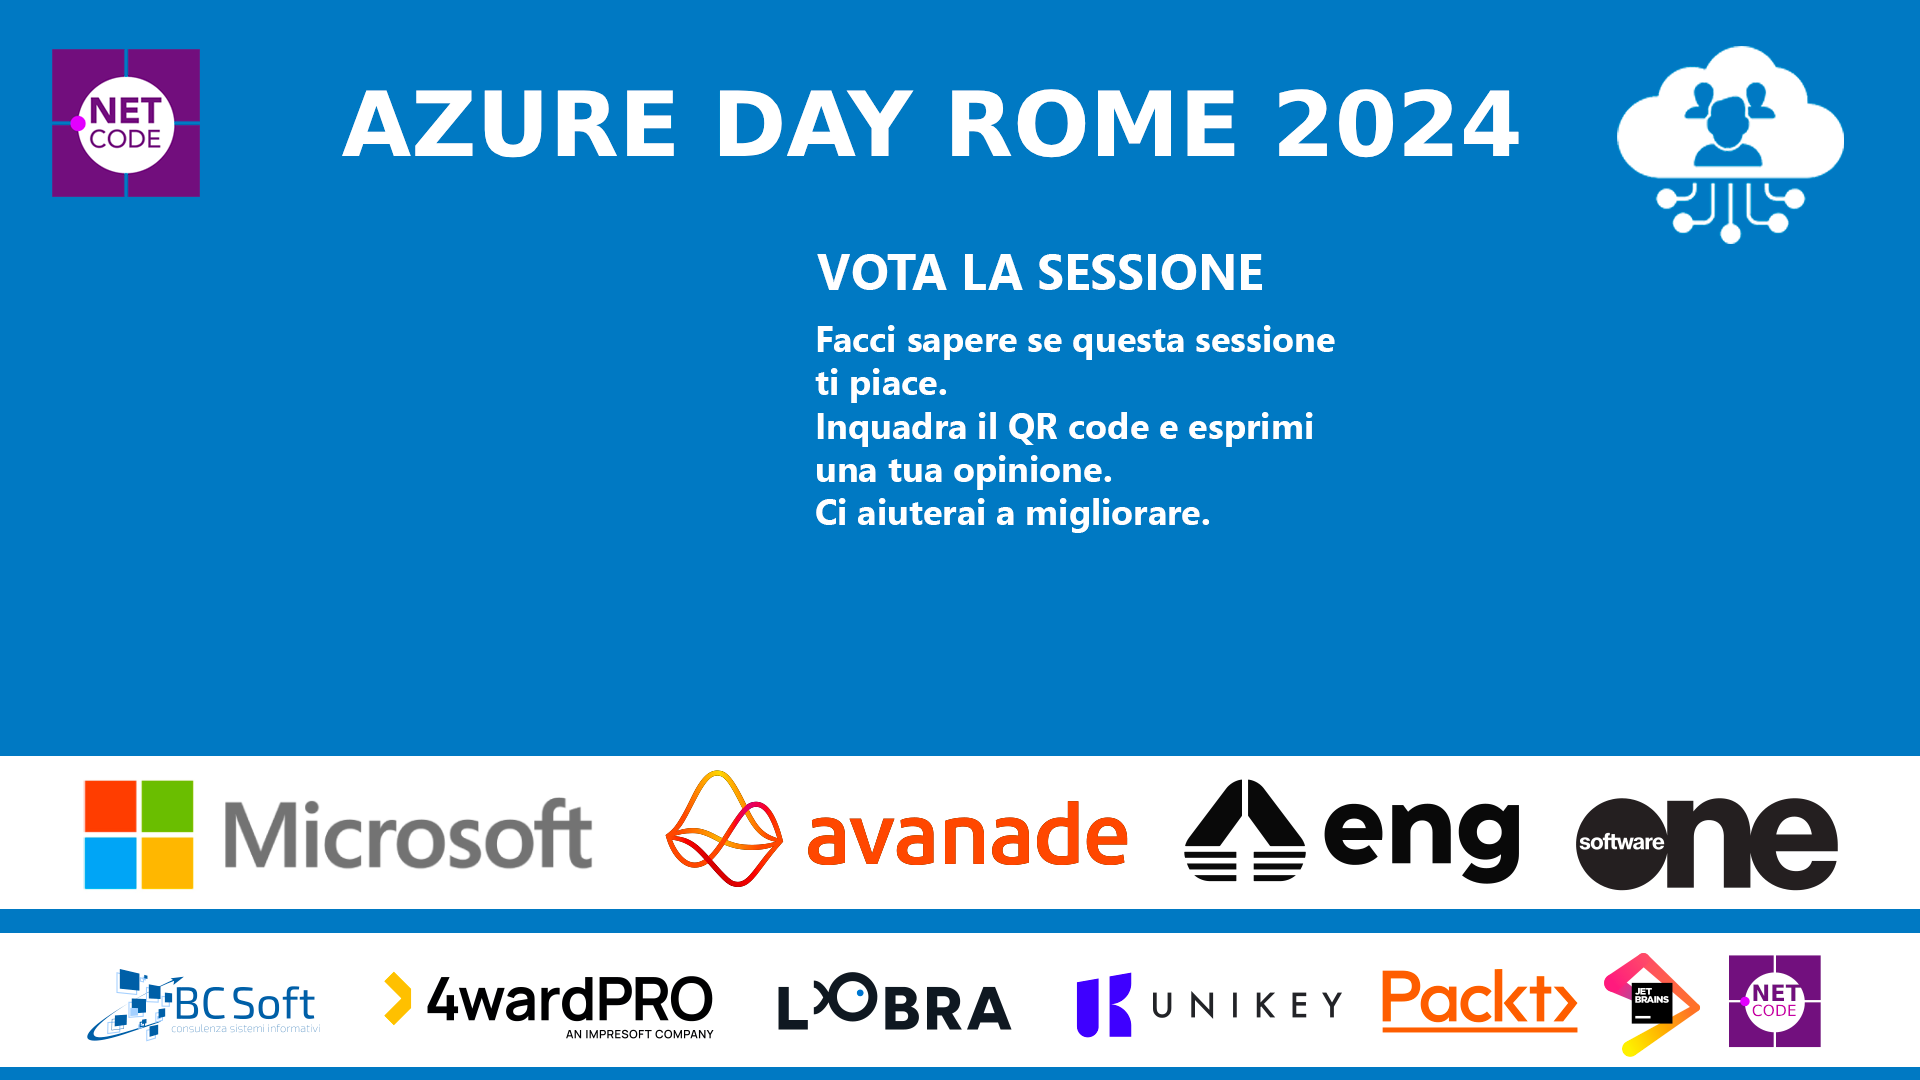 NET
CODE
AZURE DAY ROME 2024
VOTA LA SESSIONE
Facci sapere se questa sessione
ti piace.
Inquadra il QR code e esprimi
una tua opinione.
Ci aiuterai a migliorare.
Microsoft
avanade
eng
software one
BC Soft
consulenza sistemi informativi
4wardPRO
AN IMPRESOFT COMPANY
LOBRA
UNIKEY
Packt
JET
BRAINS
NET
CODE